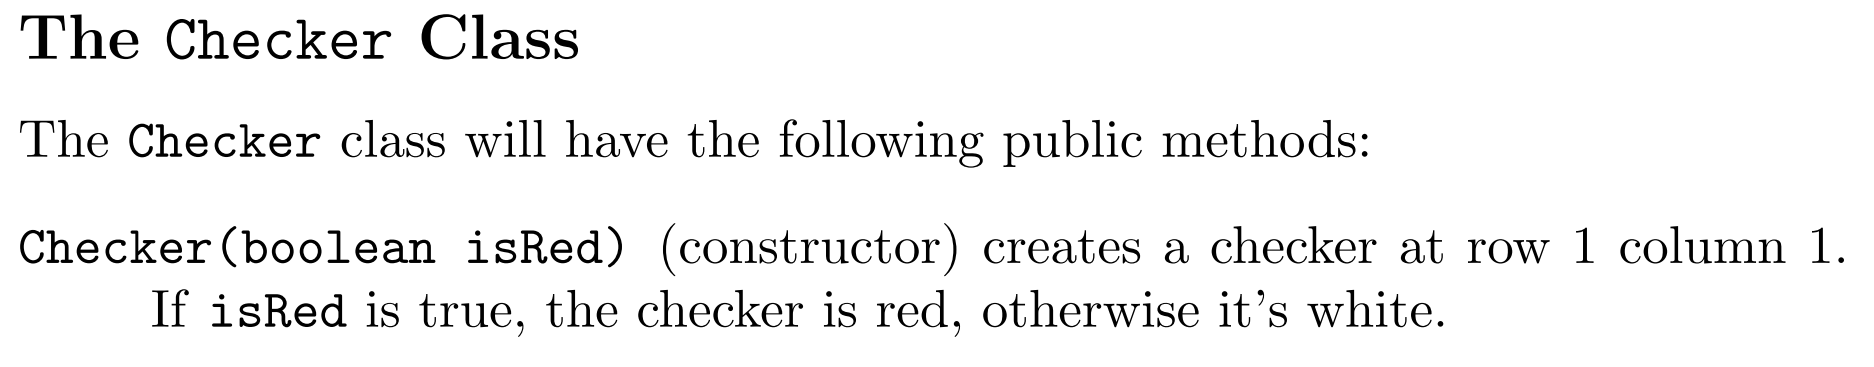 The Checker Class
The Checker class will have the following public methods:
Checker(boolean isRed) (constructor) creates a checker at row 1 column 1.
If isRed is true, the checker is red, otherwise it's white.